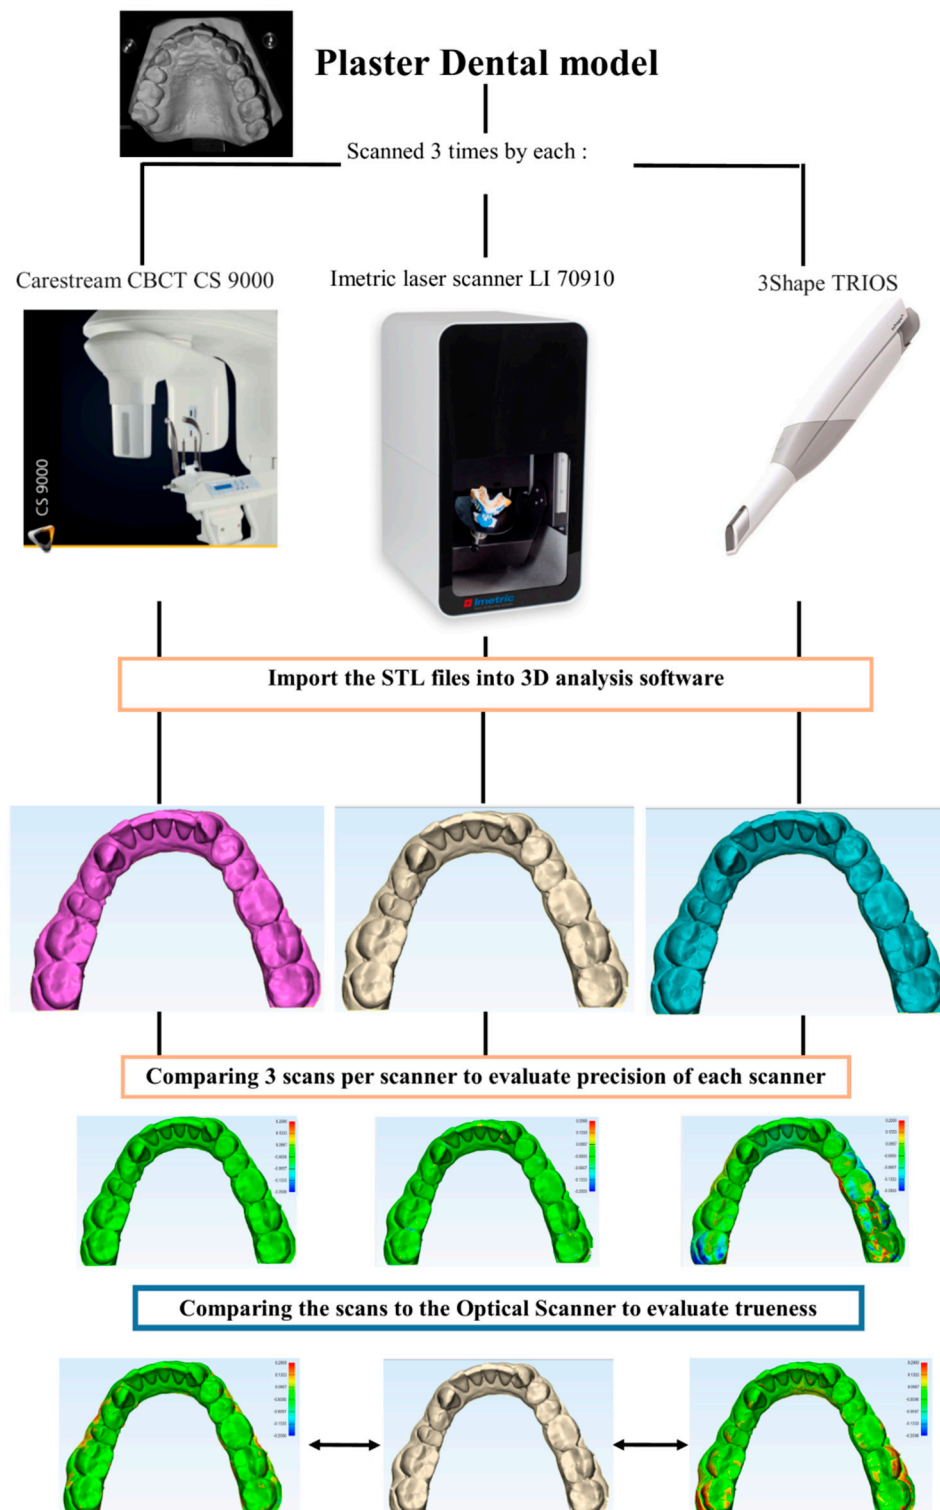 Plaster Dental model
Scanned 3 times by each :
Carestream CBCT CS 9000
Imetric laser scanner LI 70910
3Shape TRIOS
CS 9000
imetric
Import the STL files into 3D analysis software
Comparing 3 scans per scanner to evaluate precision of each scanner
Comparing the scans to the Optical Scanner to evaluate trueness